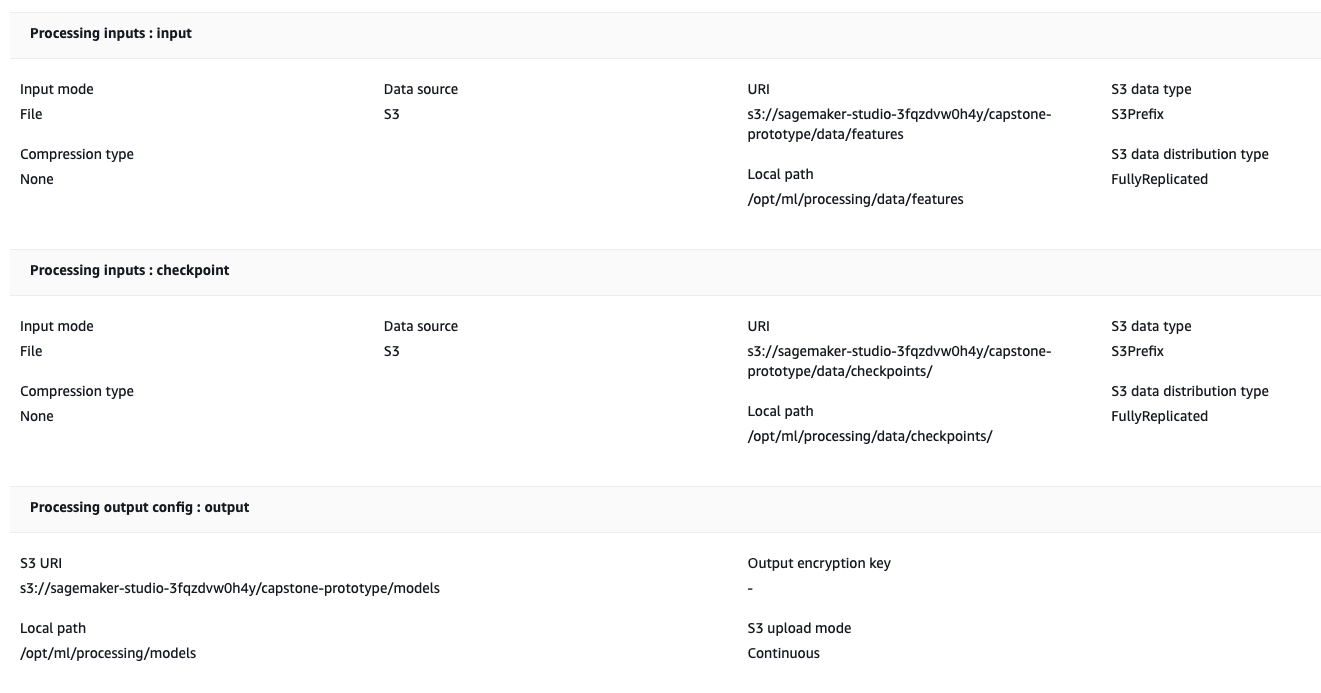 Processing inputs : input
Input mode
File
Compression type
None
Data source
S3
URI
s3://sagemaker-studio-3fqzdvw0h4y/capstone-
prototype/data/features
Local path
/opt/ml/processing/data/features
S3 data type
S3Prefix
S3 data distribution type
FullyReplicated
Processing inputs : checkpoint
Input mode
File
Compression type
None
Data source
S3
URI
s3://sagemaker-studio-3fqzdvw0h4y/capstone-
prototype/data/checkpoints/
Local path
/opt/ml/processing/data/checkpoints/
S3 data type
S3Prefix
S3 data distribution type
FullyReplicated
Processing output config : output
S3 URI
s3://sagemaker-studio-3fqzdvw0h4y/capstone-prototype/models
Local path
/opt/ml/processing/models
Output encryption key
-
S3 upload mode
Continuous